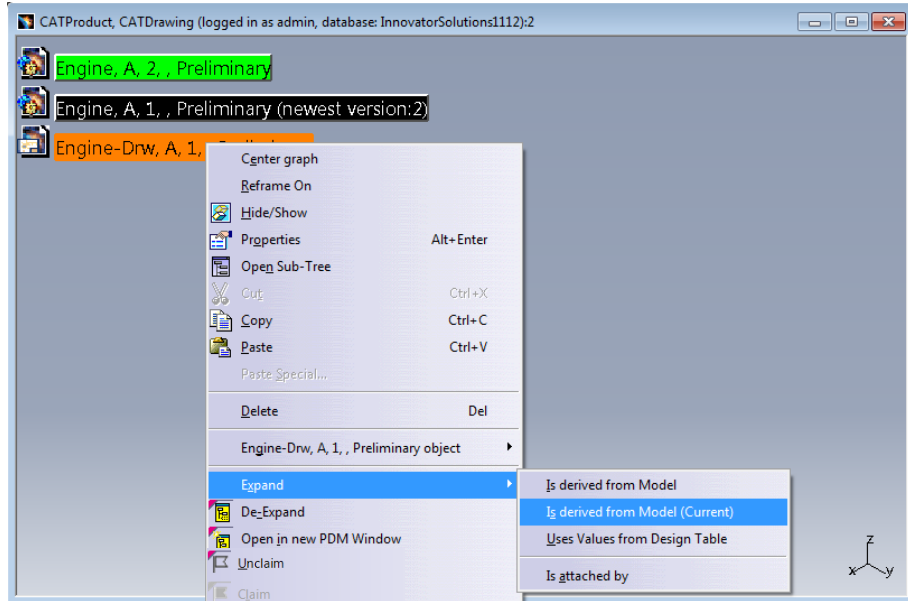 CATProduct, CATDrawing (logged in as admin, database: InnovatorSolutions1112):2
Engine, A, 2, , Preliminary
Engine, A, 1, , Preliminary (newest version:2)
Engine-Drw, A, 1,
Center graph
Reframe On
Hide/Show
Properties Alt+Enter
Open Sub-Tree
Cut Ctrl+X
Copy Ctrl+C
Paste Ctrl+V
Paste Special...
Delete Del
Engine-Drw, A, 1, , Preliminary object
Expand
De-Expand
Open in new PDM Window
Unclaim
Claim
Is derived from Model
Is derived from Model (Current)
Uses Values from Design Table
Is attached by
z
x
y